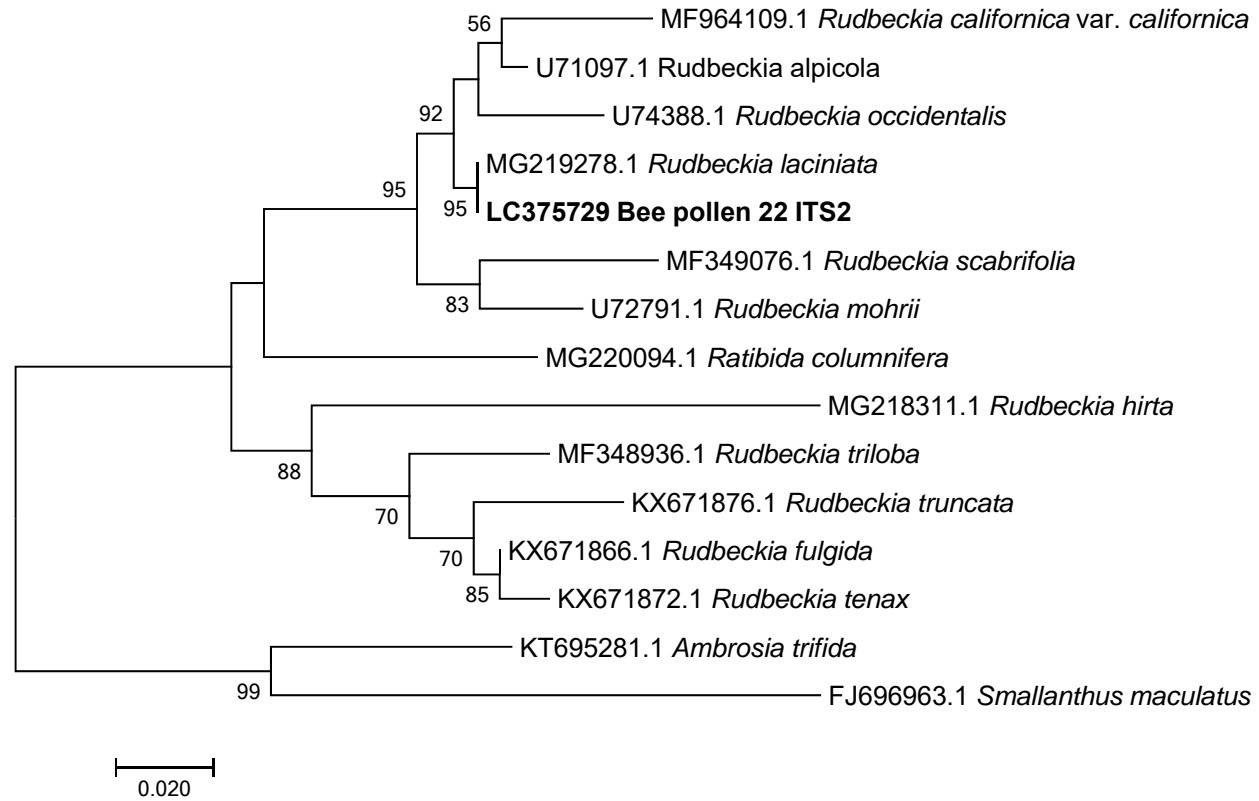 56
MF964109.1 Rudbeckia californica var. californica
U71097.1 Rudbeckia alpicola
92
U74388.1 Rudbeckia occidentalis
MG219278.1 Rudbeckia laciniata
95
95
LC375729 Bee pollen 22 ITS2
MF349076.1 Rudbeckia scabrifolia
83
U72791.1 Rudbeckia mohrii
MG220094.1 Ratibida columnifera
MG218311.1 Rudbeckia hirta
88
MF348936.1 Rudbeckia triloba
KX671876.1 Rudbeckia truncata
70
70
KX671866.1 Rudbeckia fulgida
85
KX671872.1 Rudbeckia tenax
KT695281.1 Ambrosia trifida
99
FJ696963.1 Smallanthus maculatus
0.020